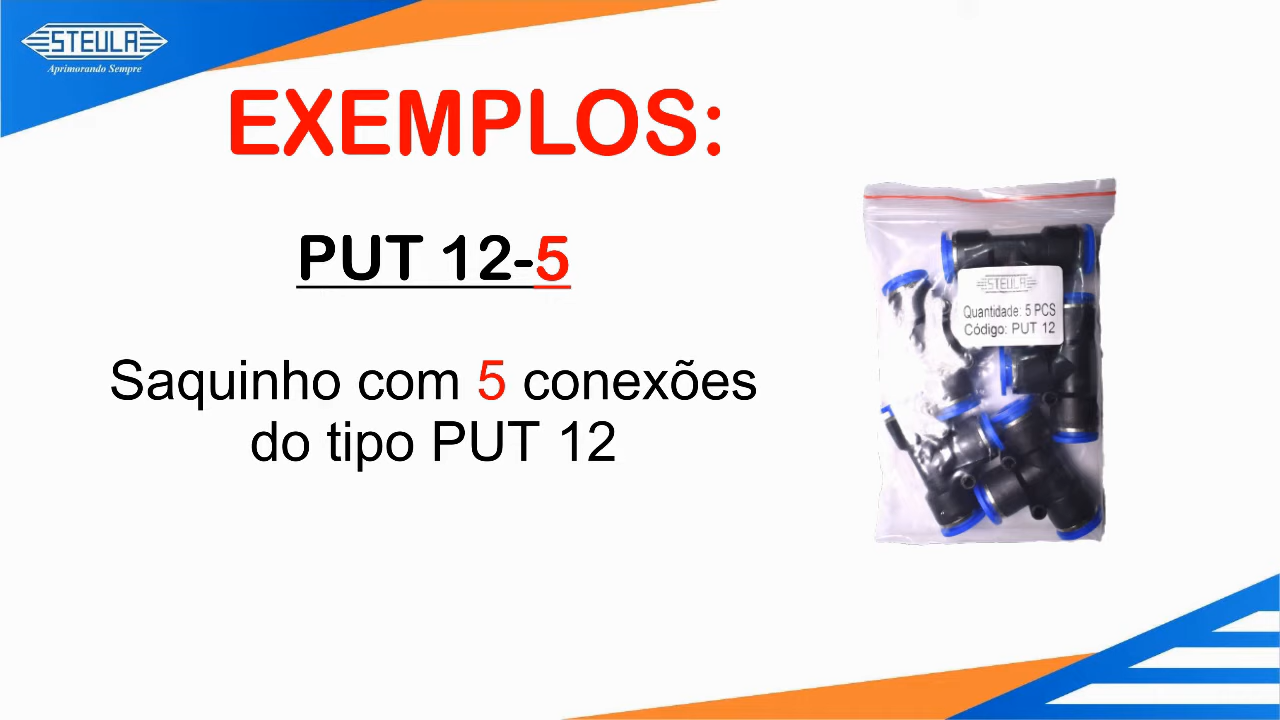 STEULA
Aprimorando Sempre
EXEMPLOS:
PUT 12-5
Saquinho com 5 conexões
do tipo PUT 12
STEULA
Quantidade: 5 PCS
Código: PUT 12